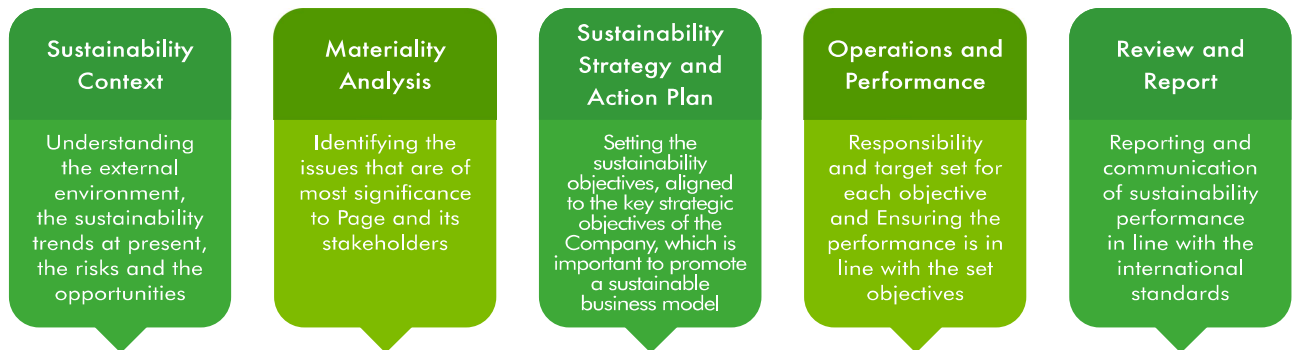 Sustainability
Context
Understanding
the external
environment,
the sustainability
trends at present,
the risks and the
opportunities
Materiality
Analysis
Identifying the
issues that are of
most significance
to Page and its
stakeholders
Sustainability
Strategy and
Action Plan
Setting the
sustainability
objectives, aligned
to the key strategic
objectives of the
Company, which is
important to promote
a sustainable
business model
Operations and
Performance
Responsibility
and target set for
each objective
and Ensuring the
performance is in
line with the set
objectives
Review and
Report
Reporting and
communication
of sustainability
performance
in line with the
international
standards